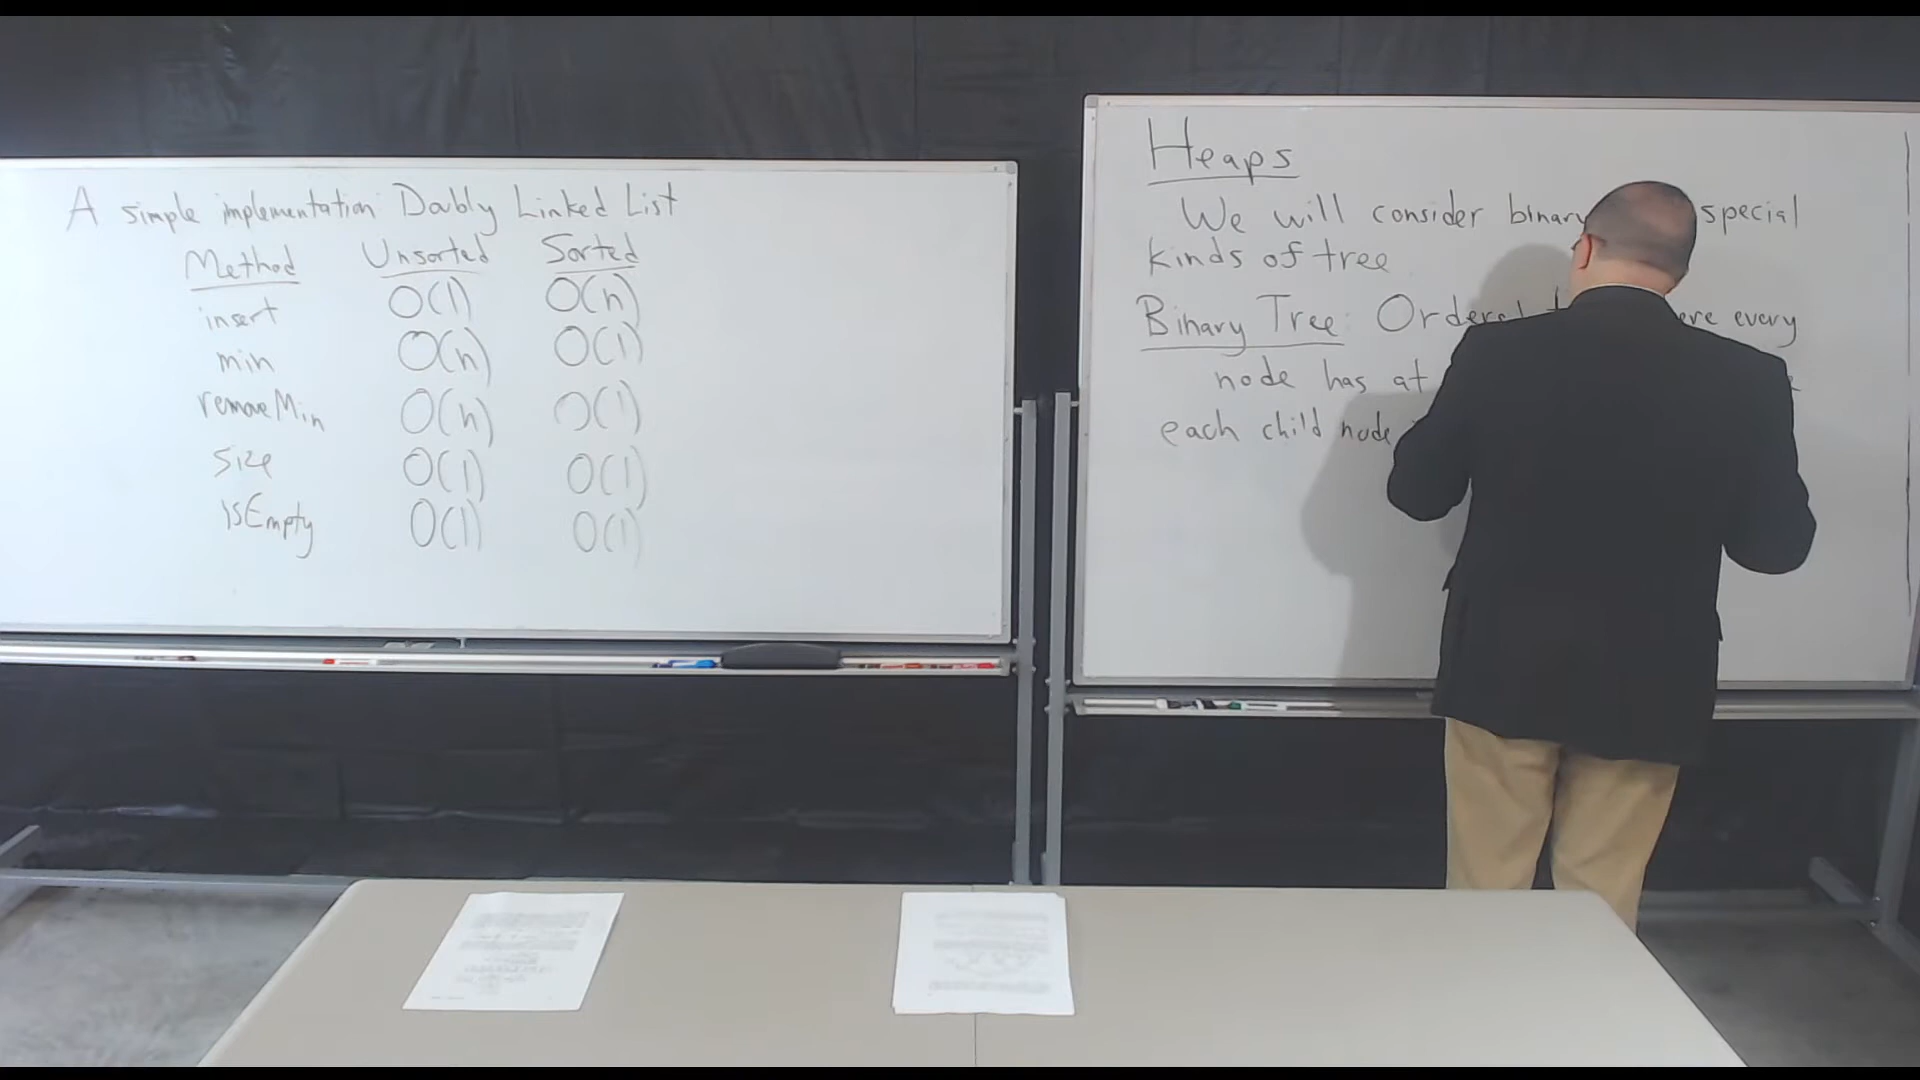 A simple implementation: Doubly Linked List
Method Unsorted Sorted
insert O(1) O(n)
min O(n) O(1)
removeMin O(n) O(1)
size O(1) O(1)
isEmpty O(1) O(1)
Heaps
We will consider binary special
kinds of tree
Binary Tree: Ordered every
node has at
each child node